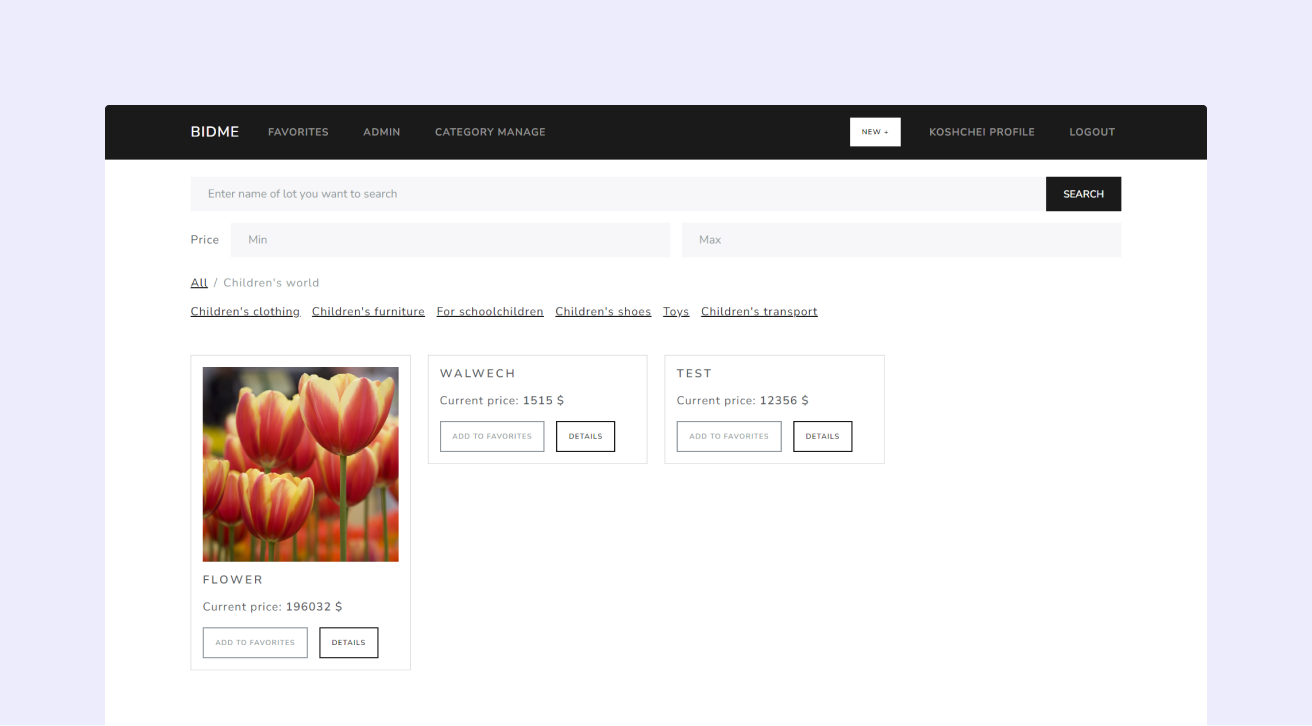 BIDME FAVORITES ADMIN CATEGORY MANAGE NEW + KOSHCHEI PROFILE LOGOUT
Enter name of lot you want to search SEARCH
Price Min Max
All / Children's world
Children's clothing Children's furniture For schoolchildren Children's shoes Toys Children's transport
WALWECH
Current price: 1515 $
ADD TO FAVORITES DETAILS
TEST
Current price: 12356 $
ADD TO FAVORITES DETAILS
FLOWER
Current price: 196032 $
ADD TO FAVORITES DETAILS